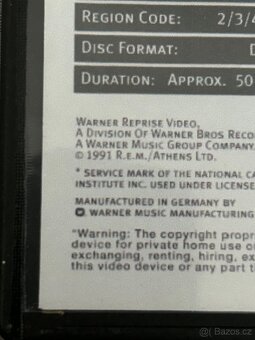 REGION CODE: 2/3/4
DISC FORMAT: D
DURATION: APPROX. 50
WARNER REPRISE VIDEO,
A DIVISION OF WARNER BROS RECO
A WARNER MUSIC GROUP COMPANY.
© 1991 R.E.M./ATHENS LTD.
* SERVICE MARK OF THE NATIONAL CA
INSTITUTE INC. USED UNDER LICENSE
MANUFACTURED IN GERMANY BY
WARNER MUSIC MANUFACTURING
"Warning: The copyright propr
device for private home use on
exchanging, renting, hiring, ex
this video device or any part t
Bazoš.cz